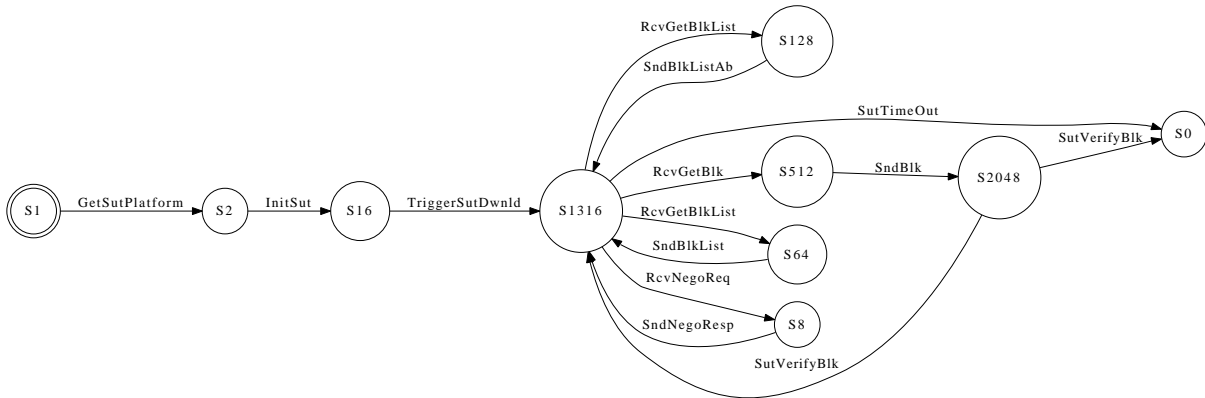 RcvGetBlkList
S128
SndBlkListAb
SutTimeOut
S0
SutVerifyBlk
RcvGetBlk
S512
SndBlk
S2048
S1
GetSutPlatform
S2
InitSut
S16
TriggerSutDwnld
S1316
RcvGetBlkList
SndBlkList
S64
RcvNegoReq
SndNegoResp
S8
SutVerifyBlk